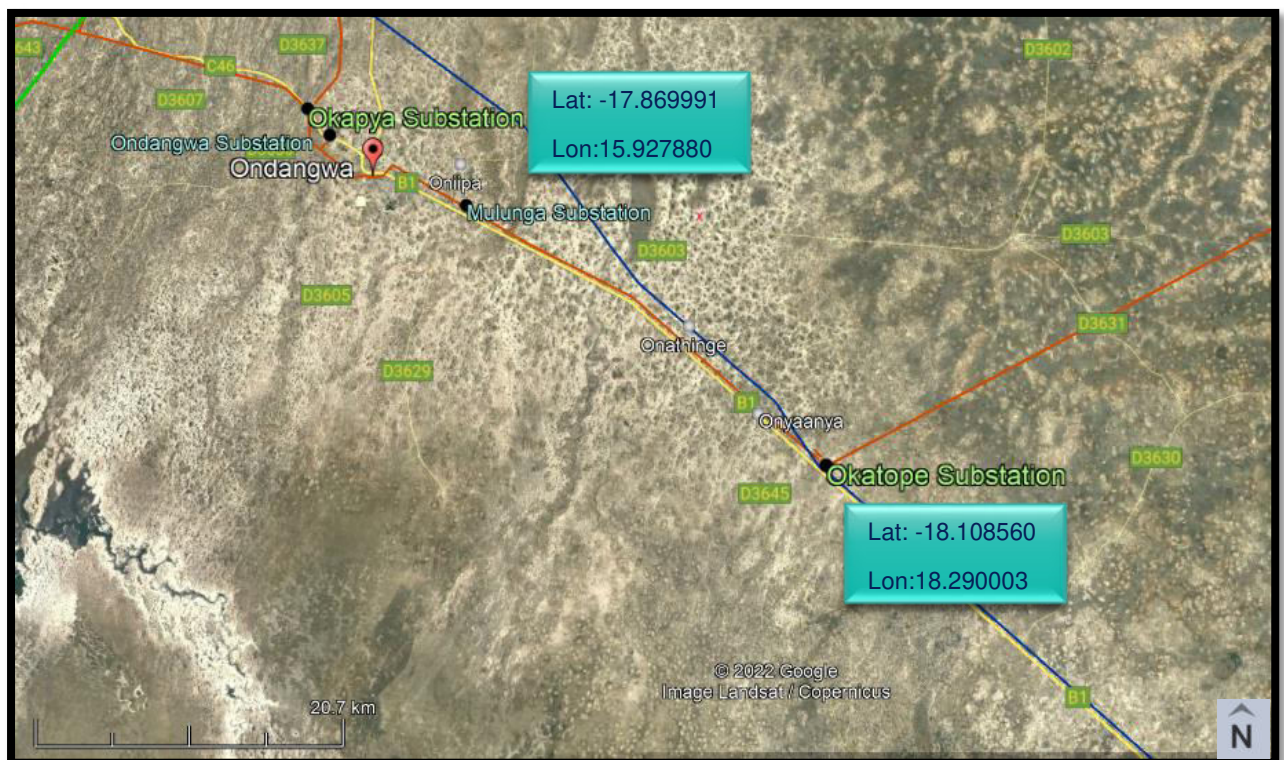 643
D3637
C46
D3602
D3607
Okapya Substation
Ondangwa Substation
Ondangwa
Lat: -17.869991
Lon:15.927880
B1
Oniipa
Mulunga Substation
x
D3603
D3603
D3605
D3631
Onathinge
D3629
B1
Onyaanya
D3630
Okatope Substation
D3645
Lat: -18.108560
Lon:18.290003
© 2022 Google
Image Landsat / Copernicus
20.7 km
B1
N